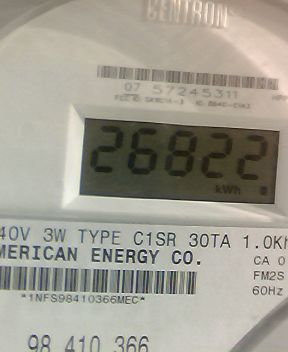 CENTRON
07 57245311
26822
kWh
40V 3W TYPE C1SR 30TA 1.0Kh
MERICAN ENERGY CO.
CA 0
FM2S
60Hz
*1NFS98410366MEC*
98 410 366